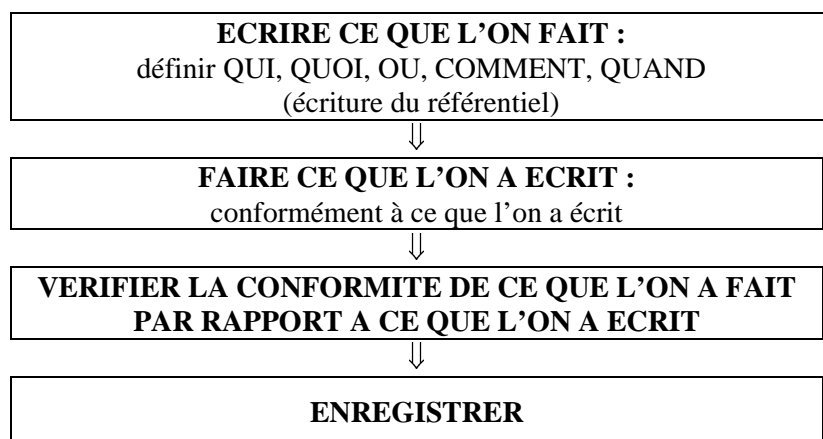 ECRIRE CE QUE L’ON FAIT :
définir QUI, QUOI, OU, COMMENT, QUAND
(écriture du référentiel)
⇓
FAIRE CE QUE L’ON A ECRIT :
conformément à ce que l’on a écrit
⇓
VERIFIER LA CONFORMITE DE CE QUE L’ON A FAIT
PAR RAPPORT A CE QUE L’ON A ECRIT
⇓
ENREGISTRER